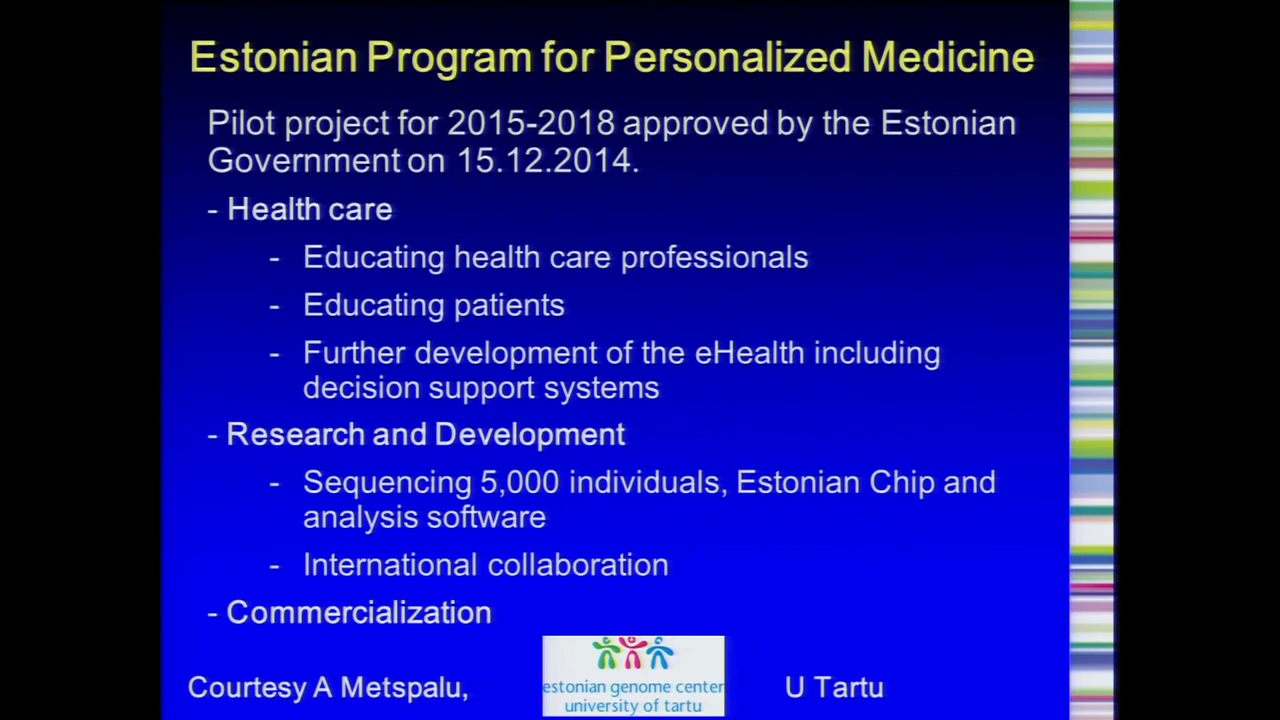 Estonian Program for Personalized Medicine
Pilot project for 2015-2018 approved by the Estonian
Government on 15.12.2014.
- Health care
- Educating health care professionals
- Educating patients
- Further development of the eHealth including
decision support systems
- Research and Development
- Sequencing 5,000 individuals, Estonian Chip and
analysis software
- International collaboration
- Commercialization
Courtesy A Metspalu,
estonian genome center
university of tartu
U Tartu